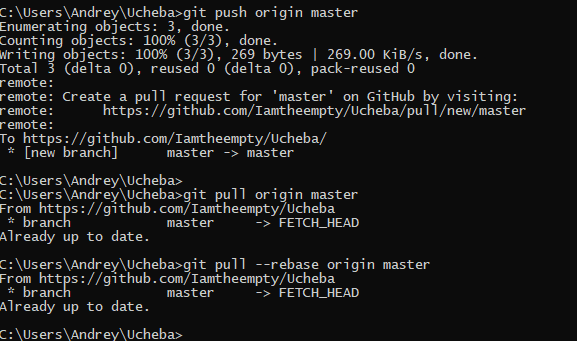 C:\Users\Andrey\Ucheba>git push origin master
Enumerating objects: 3, done.
Counting objects: 100% (3/3), done.
Writing objects: 100% (3/3), 269 bytes | 269.00 KiB/s, done.
Total 3 (delta 0), reused 0 (delta 0), pack-reused 0
remote:
remote: Create a pull request for 'master' on GitHub by visiting:
remote:      https://github.com/Iamtheempty/Ucheba/pull/new/master
remote:
To https://github.com/Iamtheempty/Ucheba/
 * [new branch]      master -> master
C:\Users\Andrey\Ucheba>
C:\Users\Andrey\Ucheba>git pull origin master
From https://github.com/Iamtheempty/Ucheba
 * branch            master     -> FETCH_HEAD
Already up to date.
C:\Users\Andrey\Ucheba>git pull --rebase origin master
From https://github.com/Iamtheempty/Ucheba
 * branch            master     -> FETCH_HEAD
Already up to date.
C:\Users\Andrey\Ucheba>